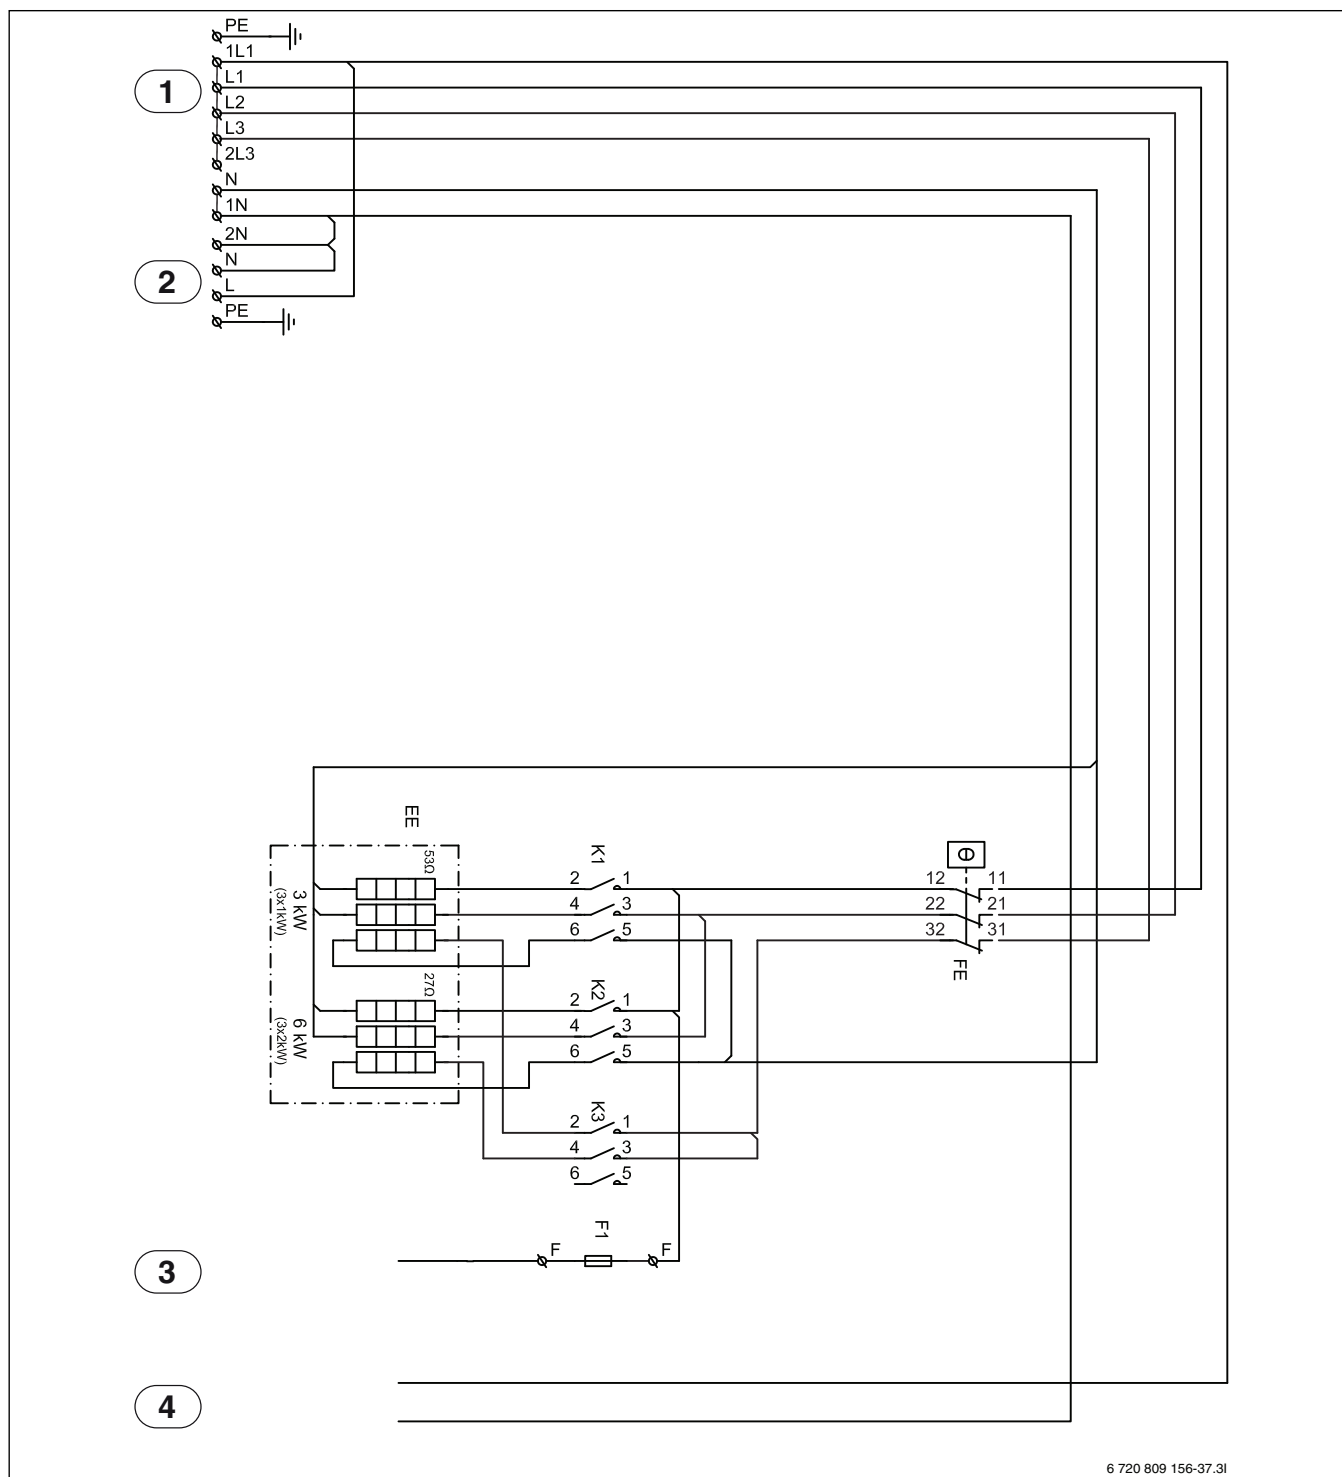 PE
1L1
1
L1
L2
L3
2L3
N
1N
2N
N
2
L
PE
EE
53Ω
3 kW
(3x1kW)
K1
2 1
4 3
6 5
Θ
12 11
22 21
32 31
FE
27Ω
6 kW
(3x2kW)
K2
2 1
4 3
6 5
K3
2 1
4 3
6 5
F1
F F
3
4
6 720 809 156-37.3I